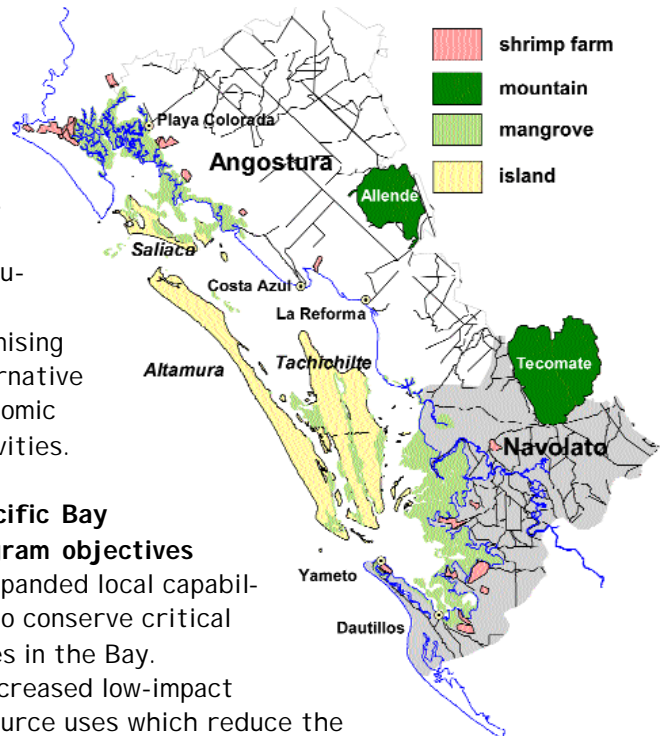 shrimp farm
mountain
mangrove
island
Playa Colorada
Angostura
Allende
Saliaca
Costa Azul
La Reforma
Altamura
Tachichilte
Tecomate
Navolato
Yameto
Dautillos
u-
nising
rnative
omic
vities.
cific Bay
gram objectives
panded local capabil-
o conserve critical
es in the Bay.
creased low-impact
ource uses which reduce the